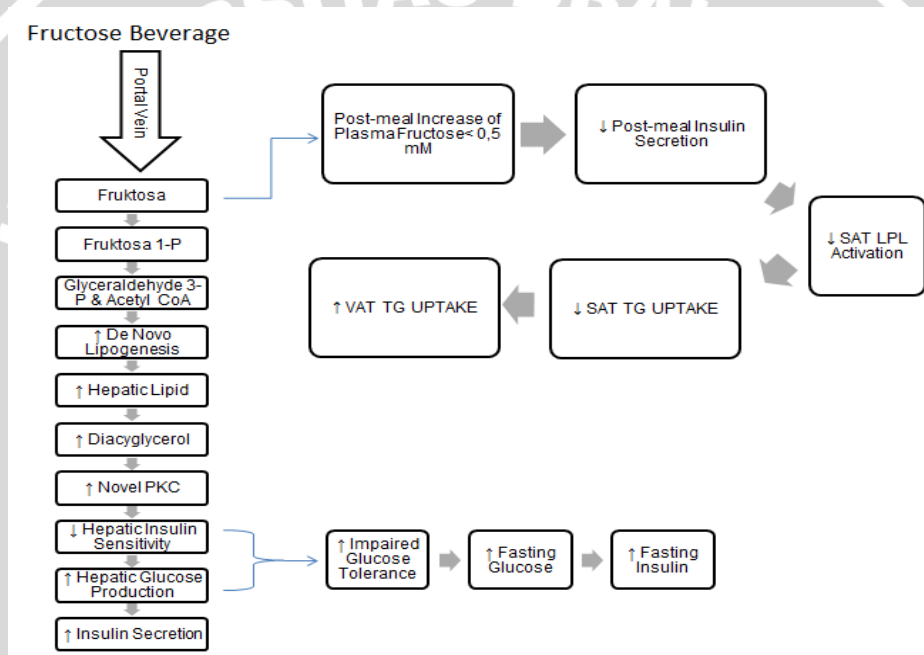 Fructose Beverage
Portal Vein
Fruktosa
Fruktosa 1-P
Glyceraldehyde 3-
P & Acetyl CoA
↑ De Novo
Lipogenesis
↑ Hepatic Lipid
↑ Diacyglycerol
↑ Novel PKC
↓ Hepatic Insulin
Sensitivity
↑ Hepatic Glucose
Production
↑ Insulin Secretion
Post-meal Increase of
Plasma Fructose< 0,5
mM
↓ Post-meal Insulin
Secretion
↓ SAT LPL
Activation
↓ SAT TG UPTAKE
↑ VAT TG UPTAKE
↑ Impaired
Glucose
Tolerance
↑ Fasting
Glucose
↑ Fasting
Insulin